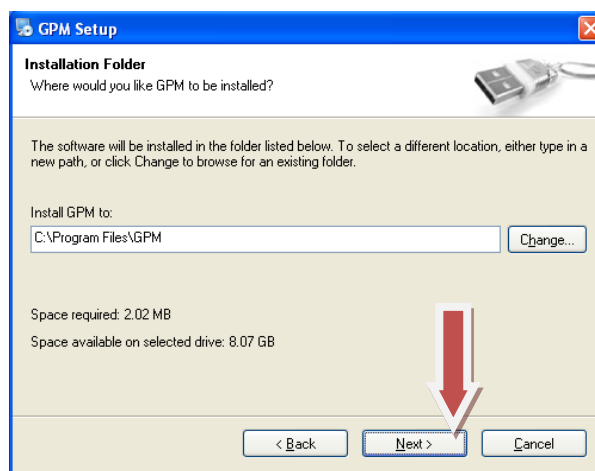 GPM Setup
Installation Folder
Where would you like GPM to be installed?
The software will be installed in the folder listed below. To select a different location, either type in a
new path, or click Change to browse for an existing folder.
Install GPM to:
C:\Program Files\GPM
Change...
Space required: 2.02 MB
Space available on selected drive: 8.07 GB
< Back
Next >
Cancel